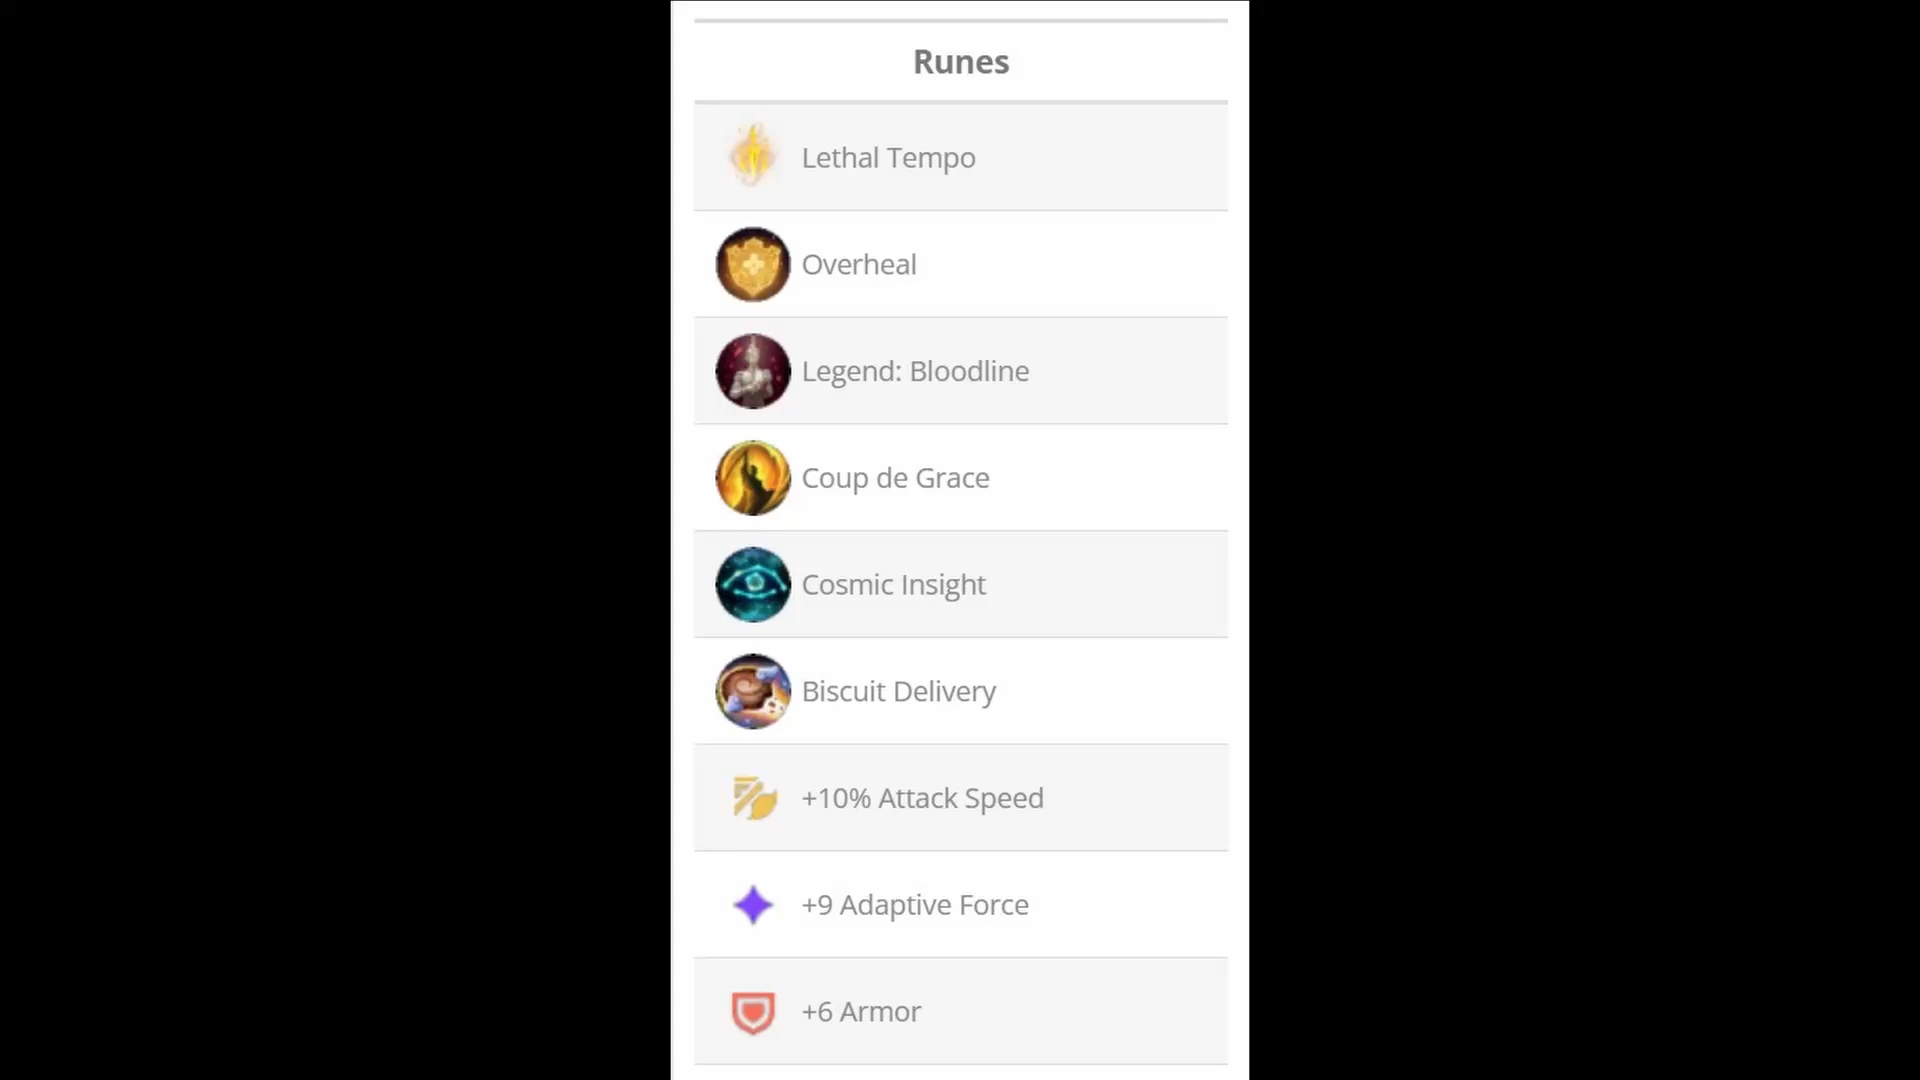 Runes
Lethal Tempo
Overheal
Legend: Bloodline
Coup de Grace
Cosmic Insight
Biscuit Delivery
+10% Attack Speed
+9 Adaptive Force
+6 Armor